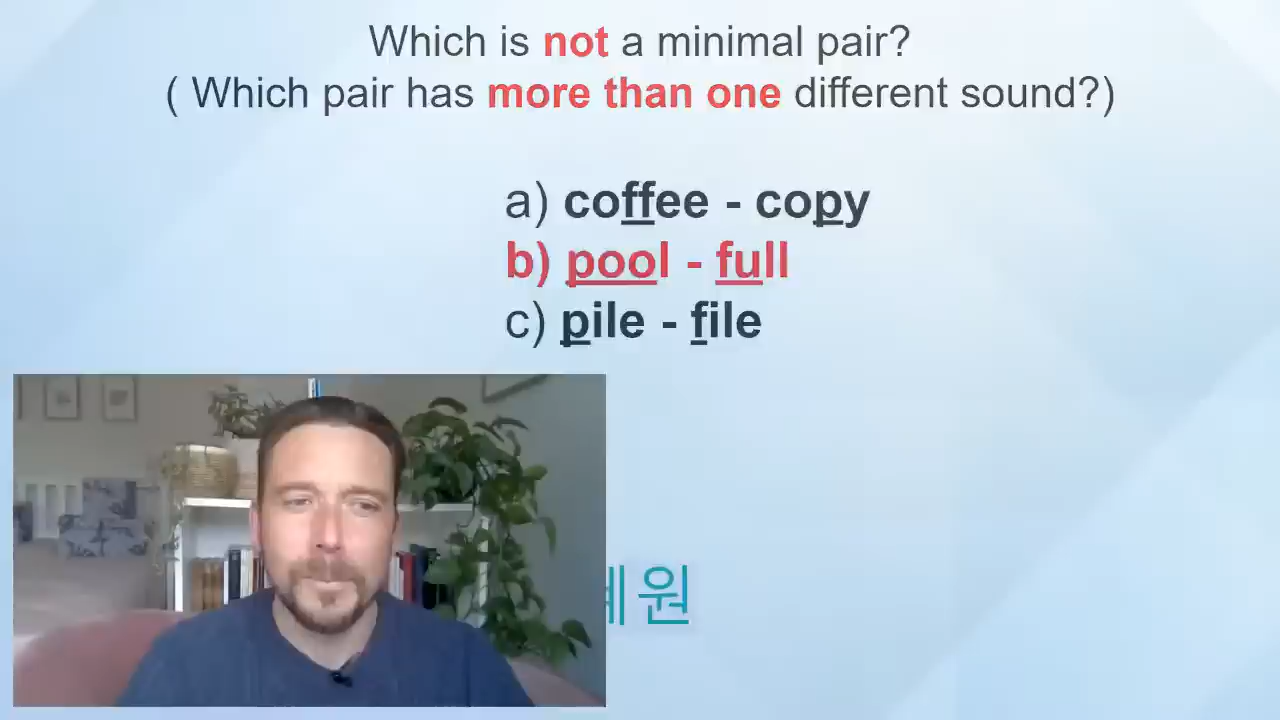 Which is not a minimal pair?
( Which pair has more than one different sound?)
a) coffee - copy
b) pool - full
c) pile - file
원